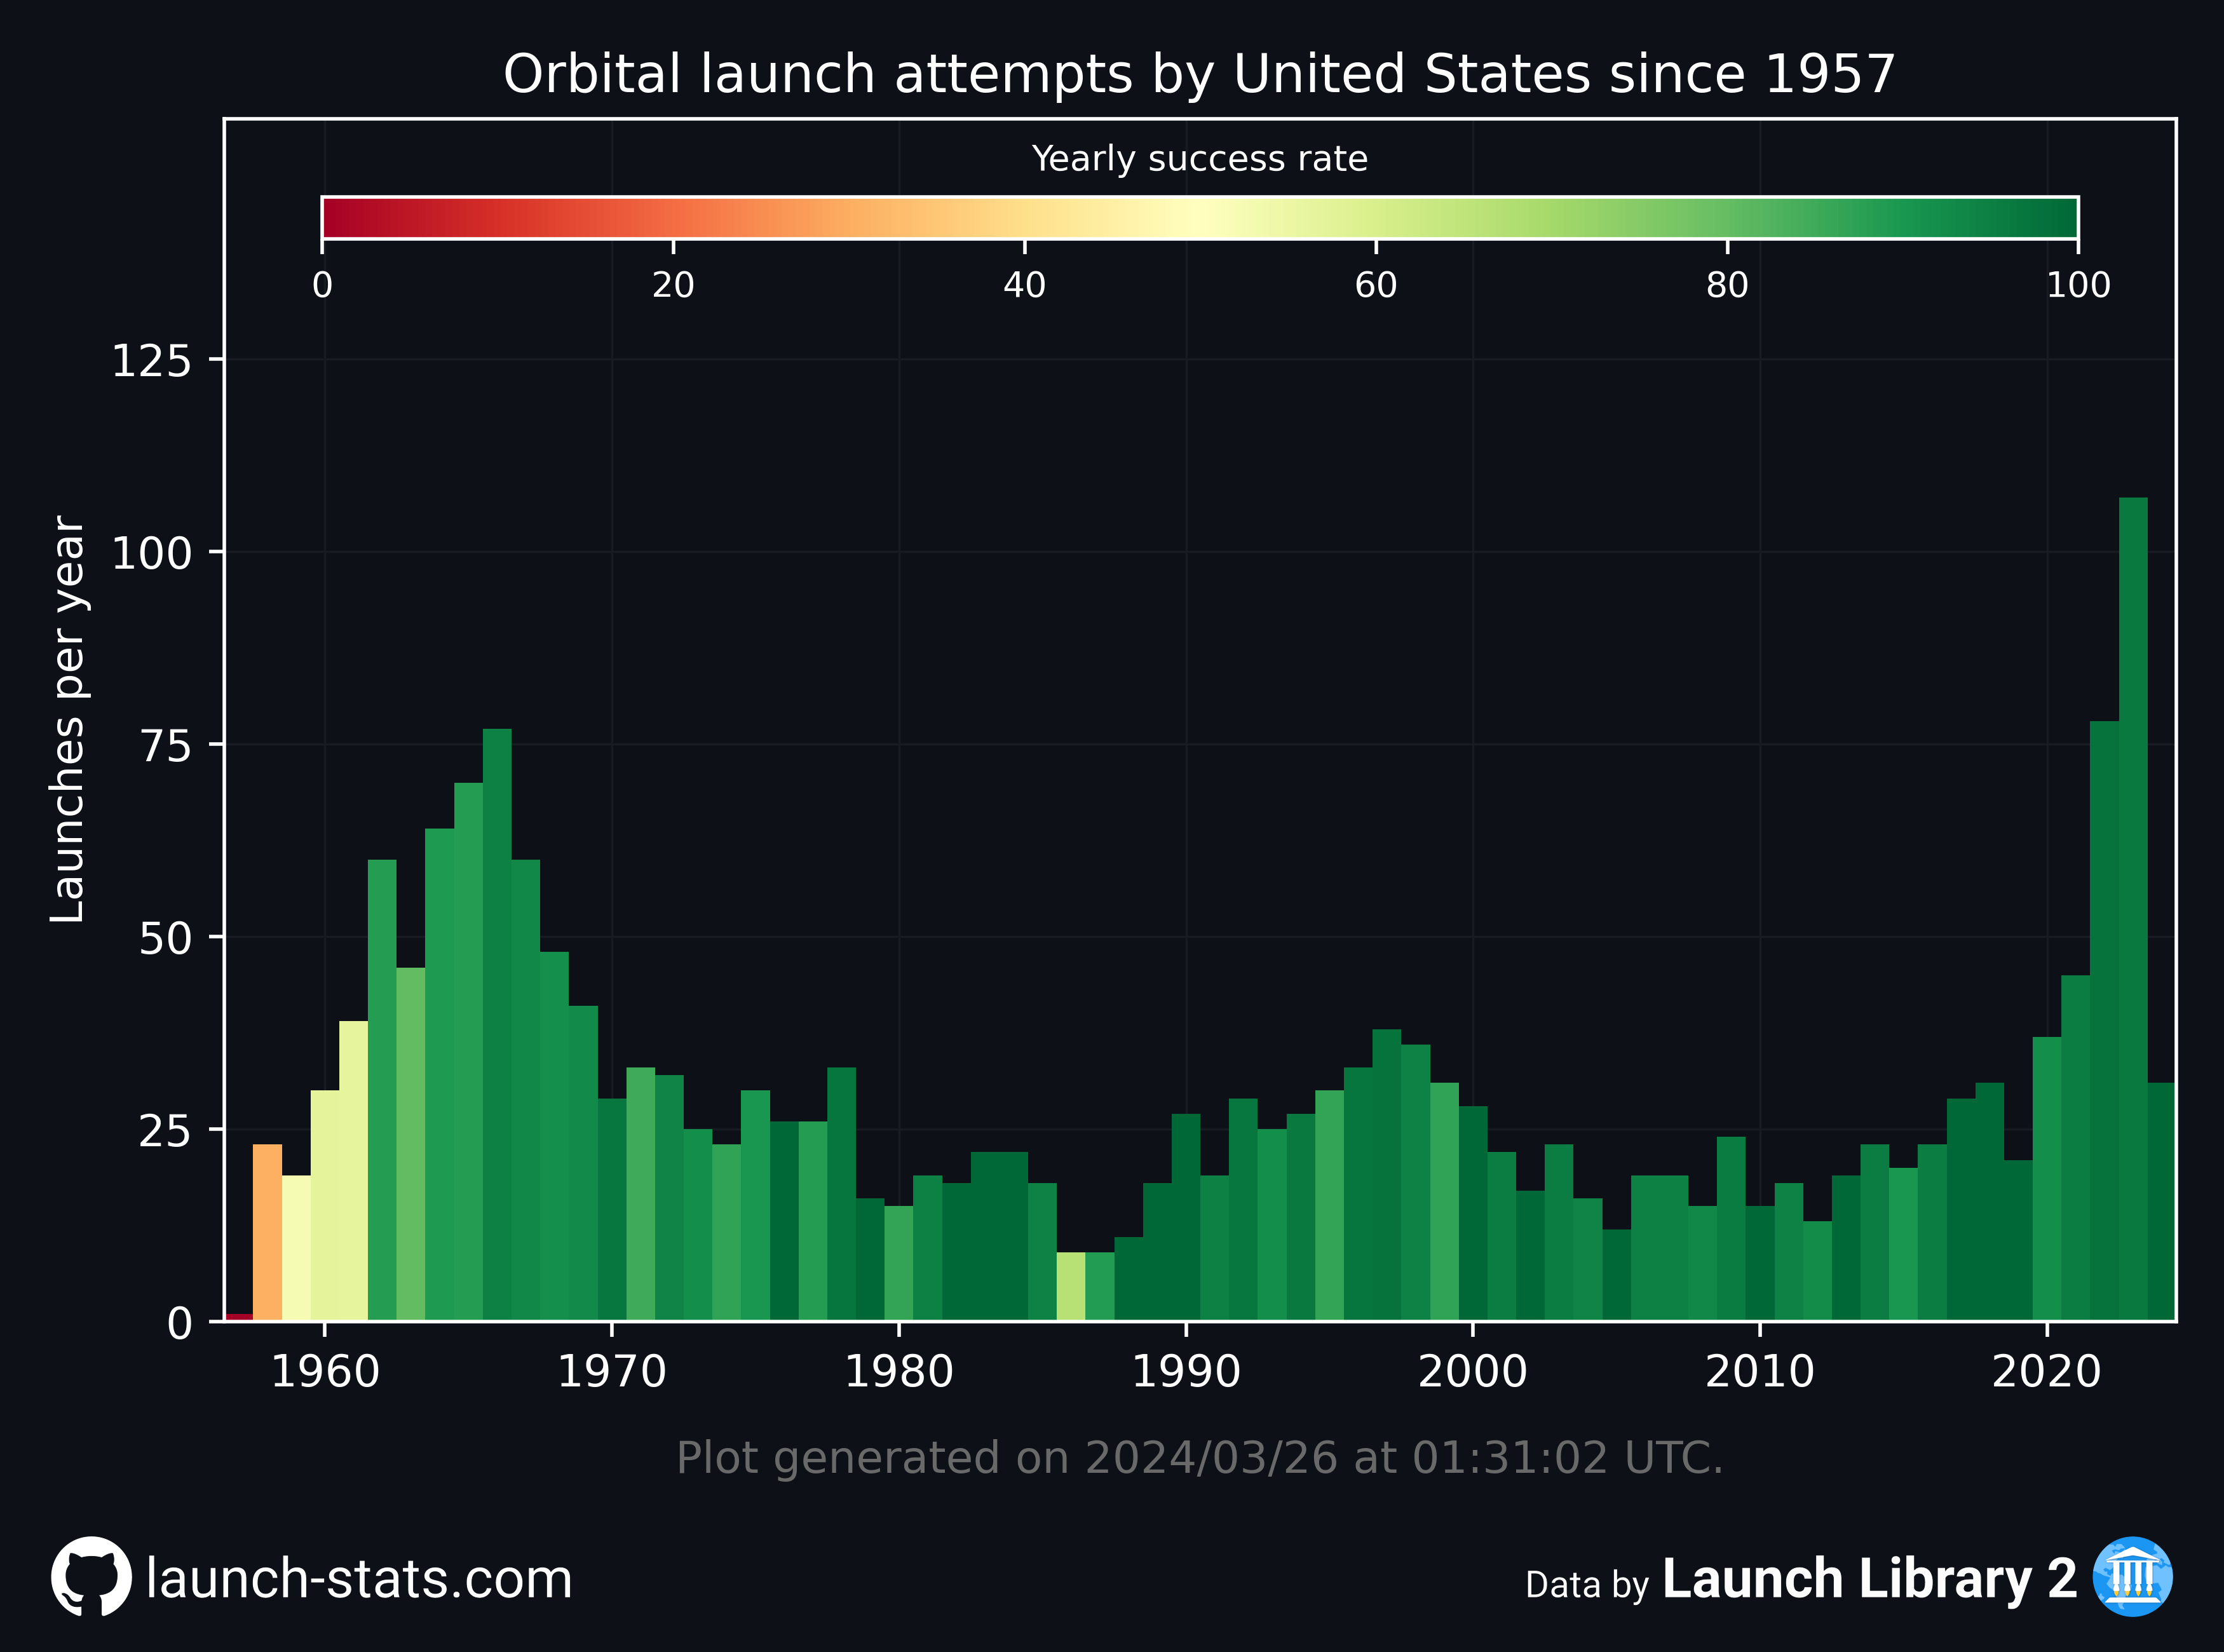 Orbital launch attempts by United States since 1957
Yearly success rate
0 20 40 60 80 100
Launches per year
125
100
75
50
25
0
1960 1970 1980 1990 2000 2010 2020
Plot generated on 2024/03/26 at 01:31:02 UTC.
launch-stats.com
Data by Launch Library 2